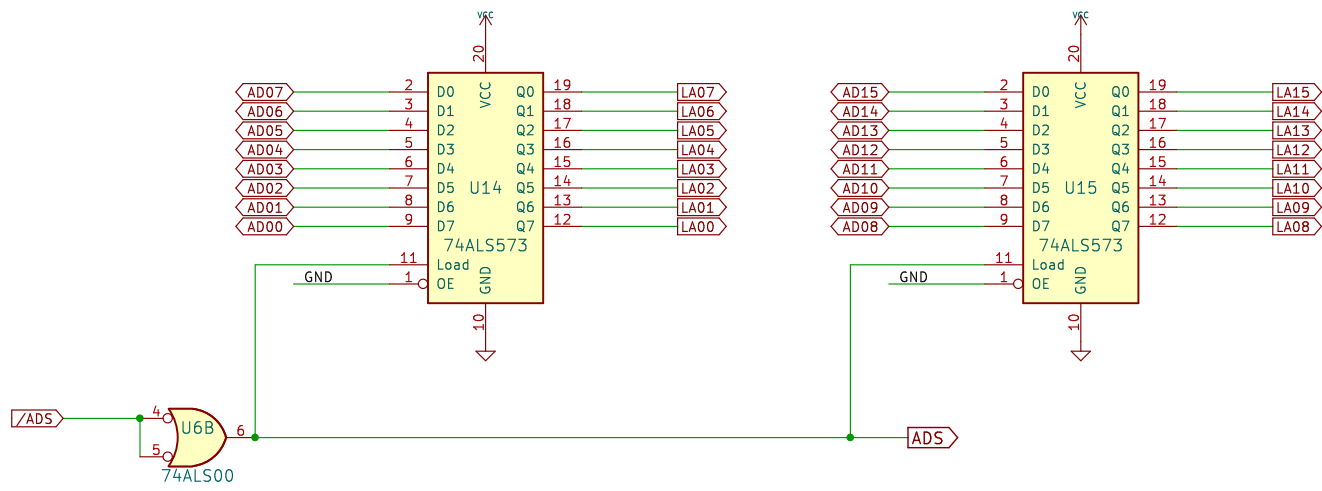 VCC VCC
20 20
AD07 2 D0 VCC Q0 19 LA07 AD15 2 D0 VCC Q0 19 LA15
AD06 3 D1 Q1 18 LA06 AD14 3 D1 Q1 18 LA14
AD05 4 D2 Q2 17 LA05 AD13 4 D2 Q2 17 LA13
AD04 5 D3 Q3 16 LA04 AD12 5 D3 Q3 16 LA12
AD03 6 D4 Q4 15 LA03 AD11 6 D4 Q4 15 LA11
AD02 7 D5 U14 Q5 14 LA02 AD10 7 D5 U15 Q5 14 LA10
AD01 8 D6 Q6 13 LA01 AD09 8 D6 Q6 13 LA09
AD00 9 D7 Q7 12 LA00 AD08 9 D7 Q7 12 LA08
74ALS573 74ALS573
11 Load 11 Load
GND 1 OE GND GND 1 OE GND
10 10
/ADS 4 U6B 6 ADS
5
74ALS00